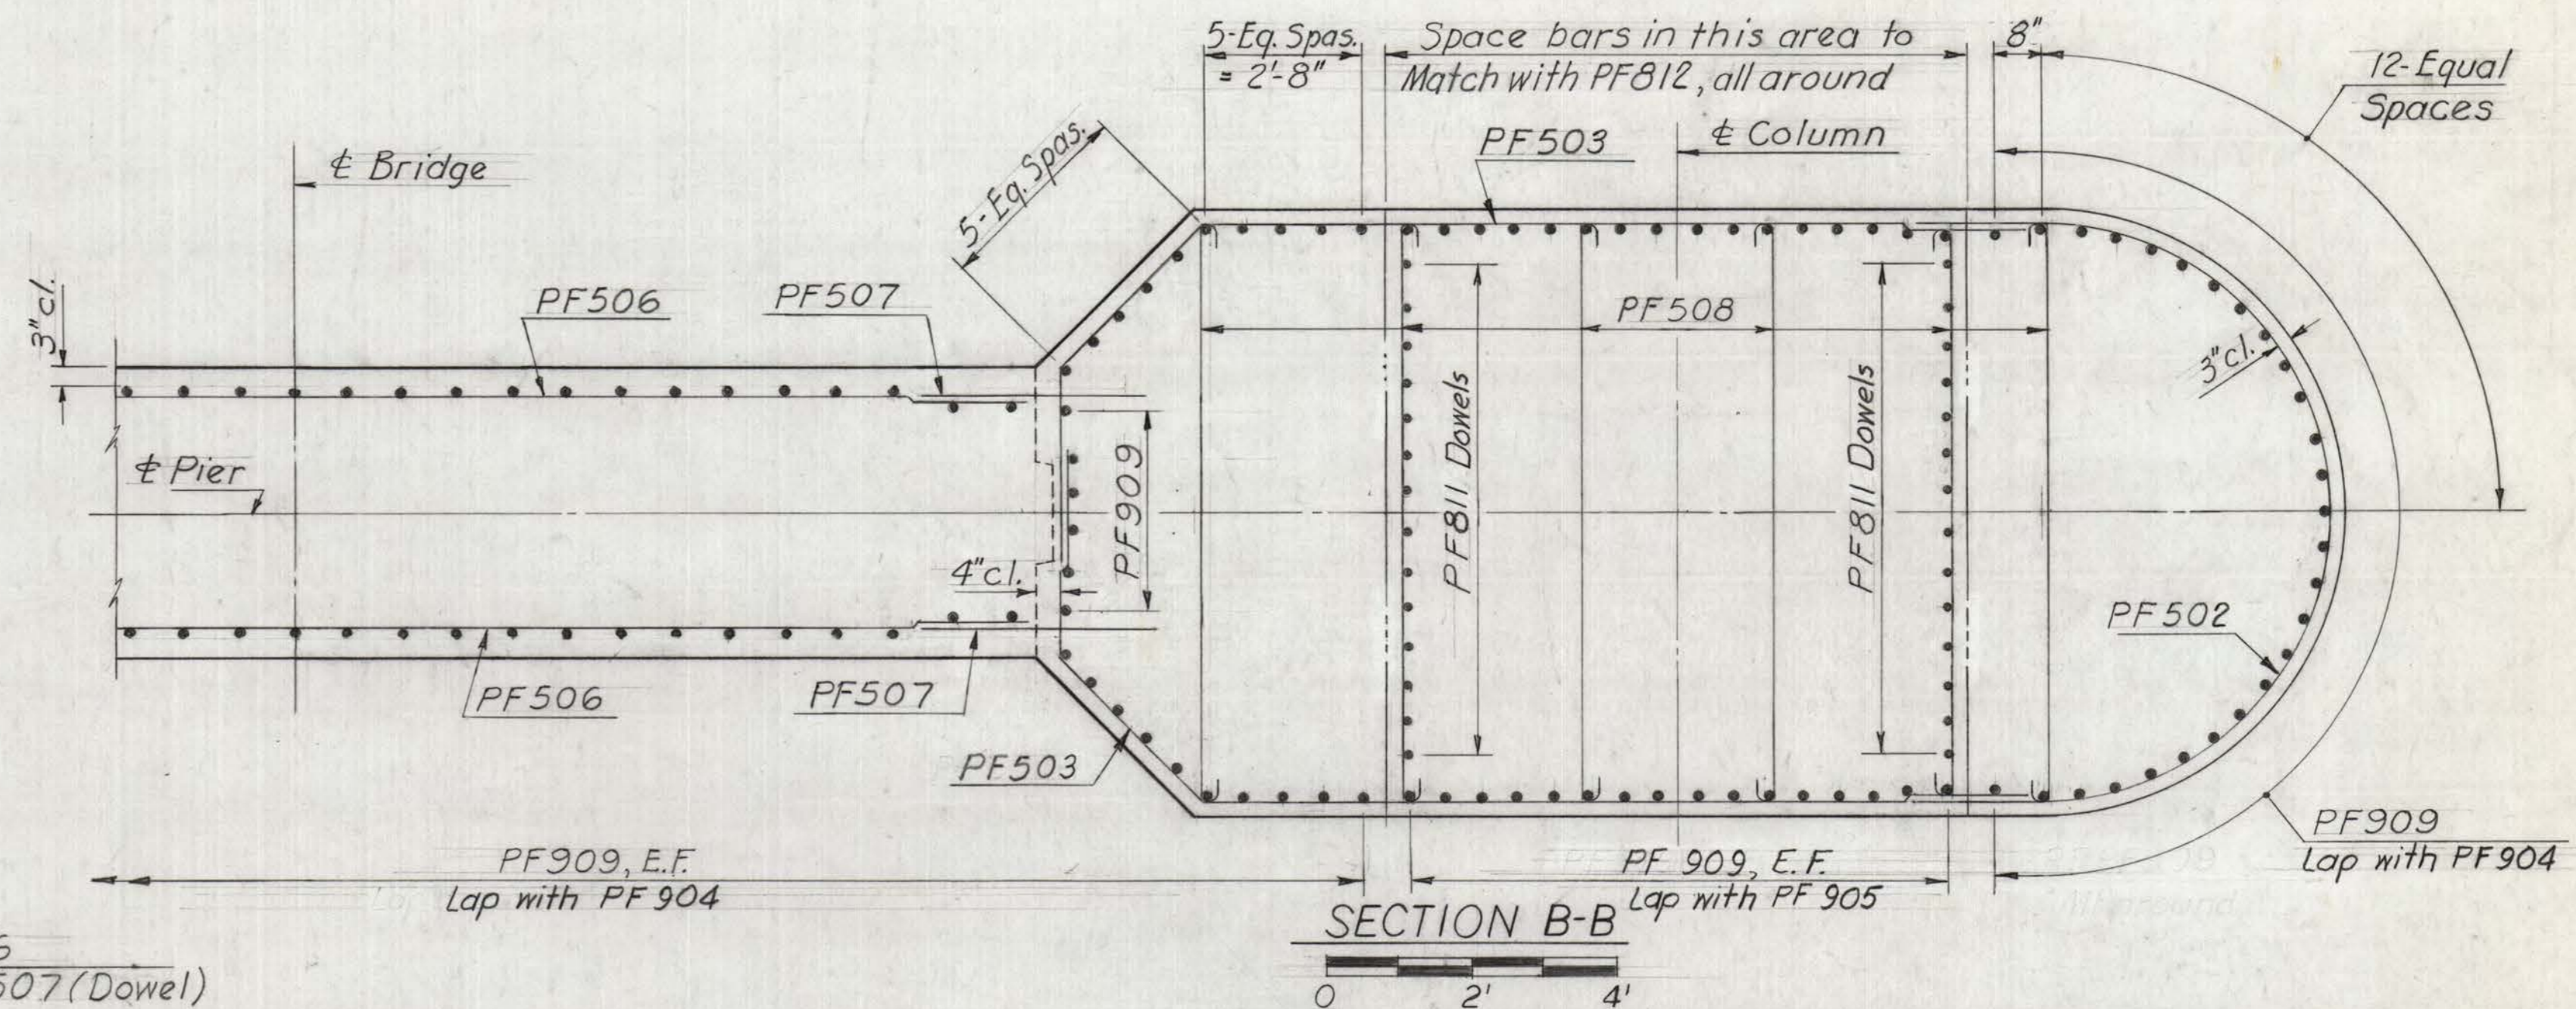 5-Eq. Spas.
= 2'-8"
Space bars in this area to
Match with PF812, all around
8"
12-Equal
Spaces
PF503
℄ Column
℄ Bridge
5-Eq. Spas.
3"cl.
PF506
PF507
PF508
3"cl.
PF811 Dowels
PF811 Dowels
℄ Pier
PF909
4"cl.
PF502
PF506
PF507
PF503
PF909
Lap with PF904
PF909, E.F.
Lap with PF904
PF 909, E.F.
Lap with PF 905
SECTION B-B
0 2' 4'
507 (Dowel)